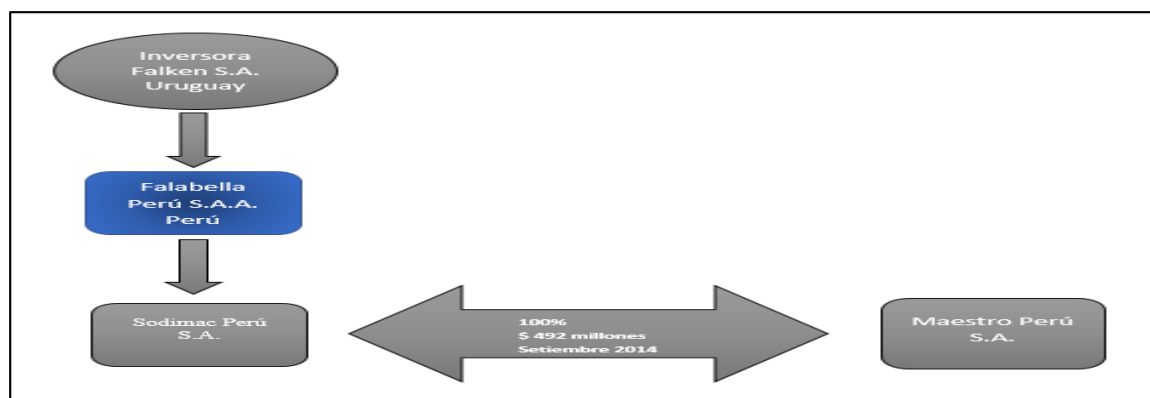 Inversora
Falken S.A.
Uruguay
Falabella
Perú S.A.A.
Perú
Sodimac Perú
S.A.
100%
$ 492 millones
Setiembre 2014
Maestro Perú
S.A.